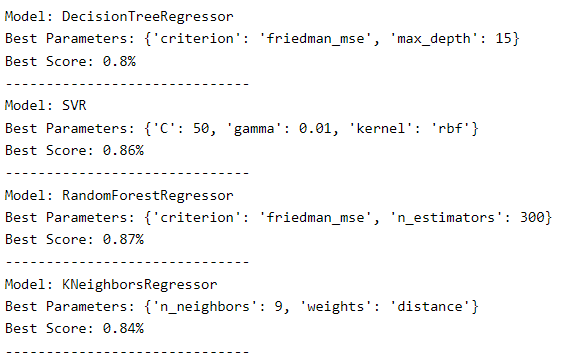 Model: DecisionTreeRegressor
Best Parameters: {'criterion': 'friedman_mse', 'max_depth': 15}
Best Score: 0.8%
------------------------------
Model: SVR
Best Parameters: {'C': 50, 'gamma': 0.01, 'kernel': 'rbf'}
Best Score: 0.86%
------------------------------
Model: RandomForestRegressor
Best Parameters: {'criterion': 'friedman_mse', 'n_estimators': 300}
Best Score: 0.87%
------------------------------
Model: KNeighborsRegressor
Best Parameters: {'n_neighbors': 9, 'weights': 'distance'}
Best Score: 0.84%
------------------------------